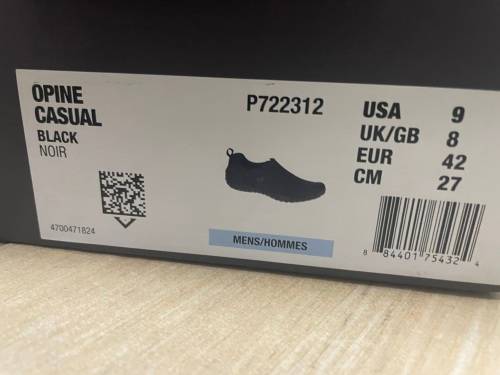 OPINE
CASUAL
BLACK
NOIR
4700471824
P722312
MENS/HOMMES
USA 9
UK/GB 8
EUR 42
CM 27
8 84401 75432 4